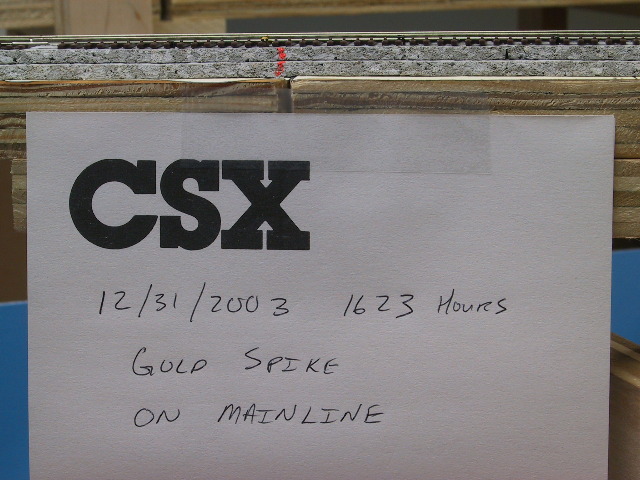 CSX
12/31/2003 1623 Hours
GOLD SPIKE
ON MAINLINE